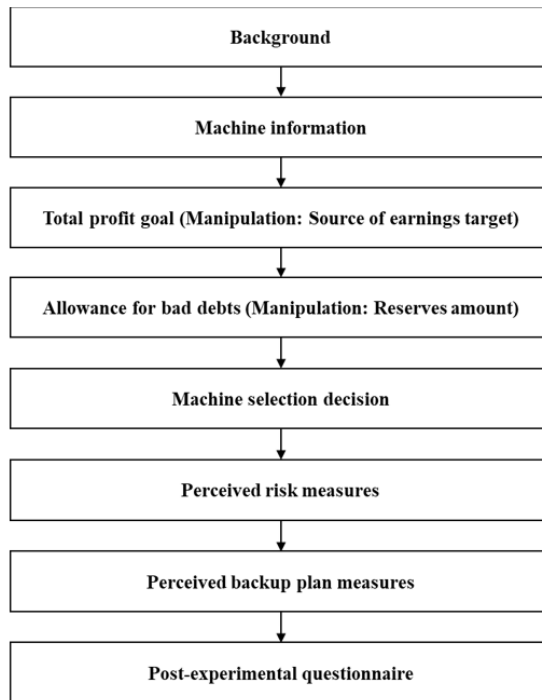 Background
Machine information
Total profit goal (Manipulation: Source of earnings target)
Allowance for bad debts (Manipulation: Reserves amount)
Machine selection decision
Perceived risk measures
Perceived backup plan measures
Post-experimental questionnaire